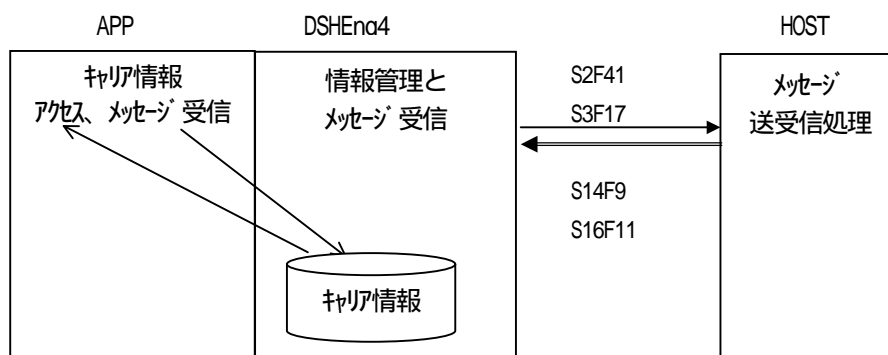 APP
DSHEng4
HOST
ｷｬﾘｱ情報
ｱｸｾｽ、ﾒｯｾｰｼﾞ受信
情報管理と
ﾒｯｾｰｼﾞ受信
S2F41
S3F17
ﾒｯｾｰｼﾞ
送受信処理
S14F9
S16F11
ｷｬﾘｱ情報